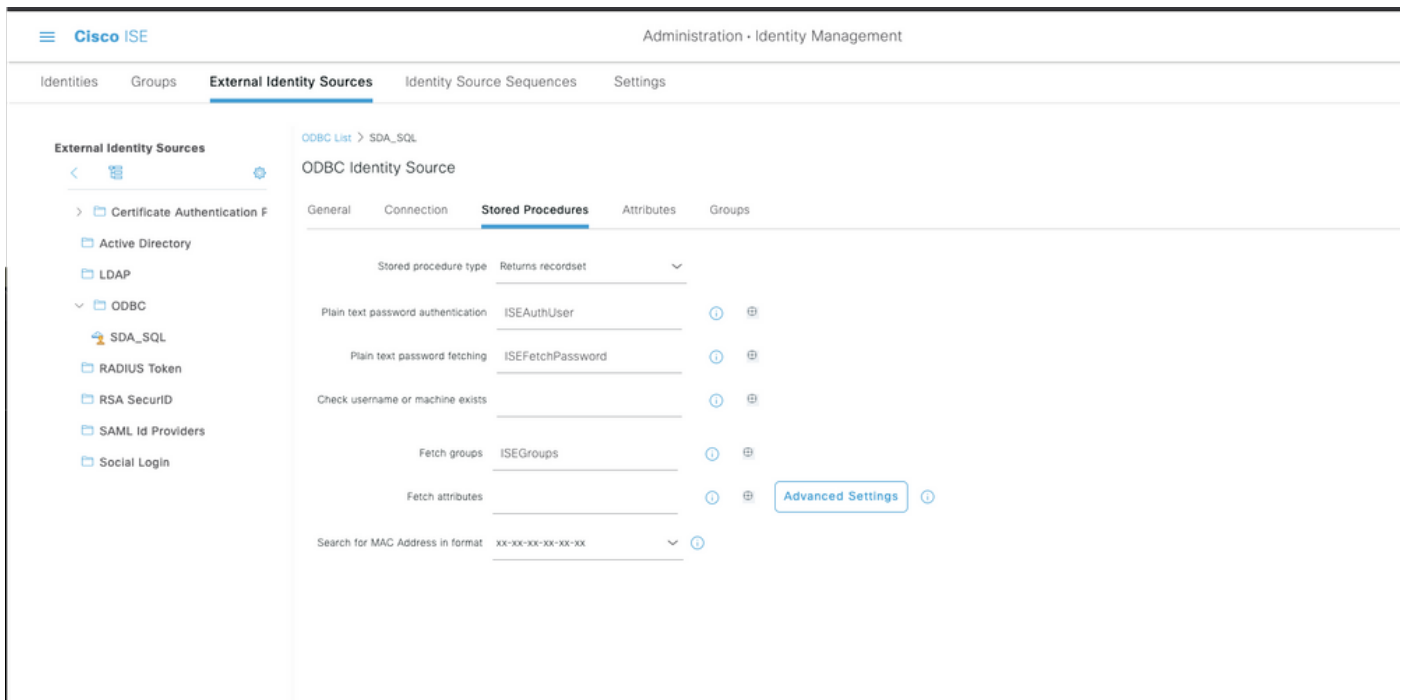 Cisco ISE
Administration · Identity Management
Identities Groups External Identity Sources Identity Source Sequences Settings
External Identity Sources
Certificate Authentication F
Active Directory
LDAP
ODBC
SDA_SQL
RADIUS Token
RSA SecurID
SAML Id Providers
Social Login
ODBC List > SDA_SQL
ODBC Identity Source
General Connection Stored Procedures Attributes Groups
Stored procedure type Returns recordset
Plain text password authentication ISEAuthUser
Plain text password fetching ISEFetchPassword
Check username or machine exists
Fetch groups ISEGroups
Fetch attributes Advanced Settings
Search for MAC Address in format xx-xx-xx-xx-xx-xx